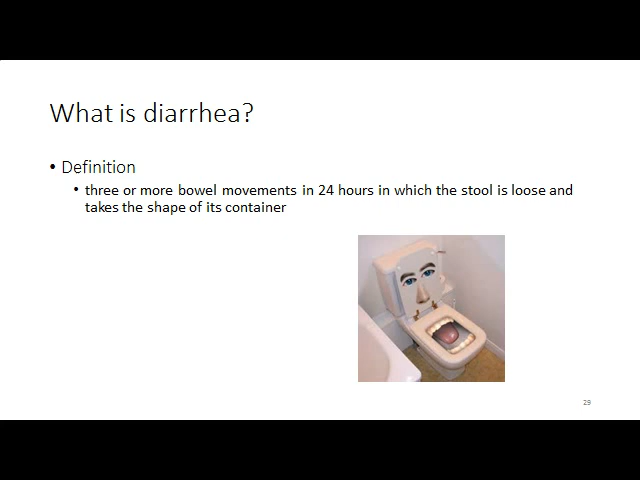 What is diarrhea?
• Definition
• three or more bowel movements in 24 hours in which the stool is loose and
takes the shape of its container
29